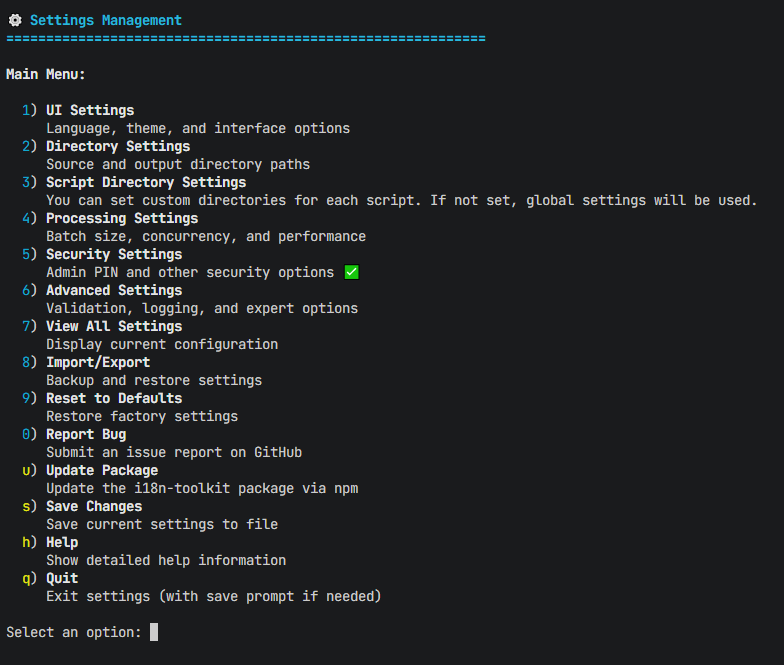 ⚙ Settings Management
============================================================
Main Menu:
1) UI Settings
Language, theme, and interface options
2) Directory Settings
Source and output directory paths
3) Script Directory Settings
You can set custom directories for each script. If not set, global settings will be used.
4) Processing Settings
Batch size, concurrency, and performance
5) Security Settings
Admin PIN and other security options ✅
6) Advanced Settings
Validation, logging, and expert options
7) View All Settings
Display current configuration
8) Import/Export
Backup and restore settings
9) Reset to Defaults
Restore factory settings
0) Report Bug
Submit an issue report on GitHub
u) Update Package
Update the i18n-toolkit package via npm
s) Save Changes
Save current settings to file
h) Help
Show detailed help information
q) Quit
Exit settings (with save prompt if needed)
Select an option: